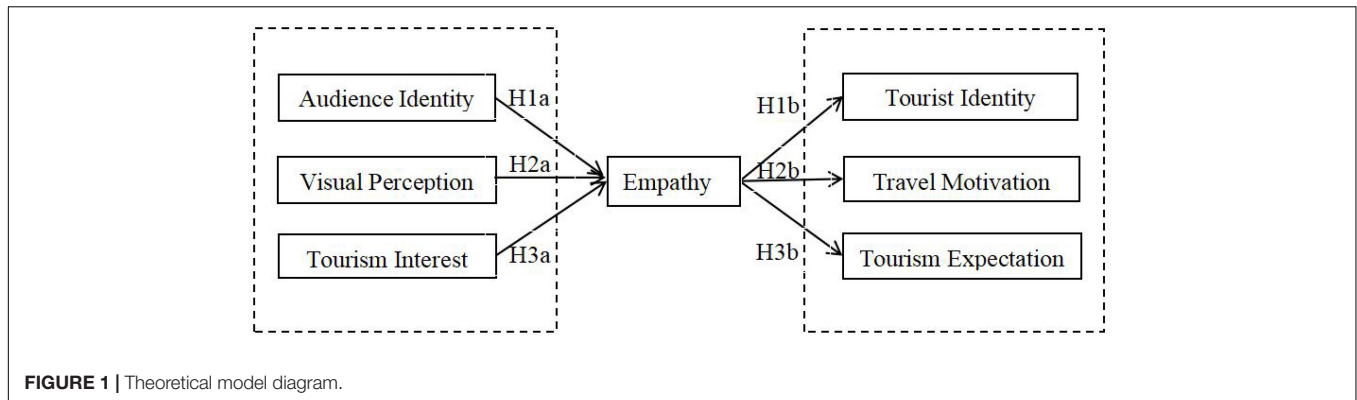 Audience Identity
H1a
H1b
Tourist Identity
Visual Perception
H2a
Empathy
H2b
Travel Motivation
Tourism Interest
H3a
H3b
Tourism Expectation
FIGURE 1 | Theoretical model diagram.